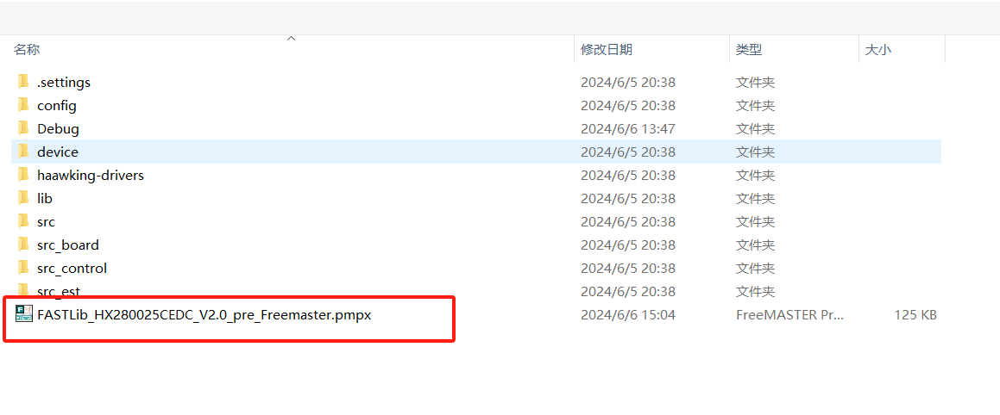 名称 修改日期 类型 大小
.settings 2024/6/5 20:38 文件夹
config 2024/6/5 20:38 文件夹
Debug 2024/6/6 13:47 文件夹
device 2024/6/5 20:38 文件夹
haawking-drivers 2024/6/5 20:38 文件夹
lib 2024/6/5 20:38 文件夹
src 2024/6/5 20:38 文件夹
src_board 2024/6/5 20:38 文件夹
src_control 2024/6/5 20:38 文件夹
src_est 2024/6/5 20:38 文件夹
FASTLib_HX280025CEDC_V2.0_pre_Freemaster.pmpx 2024/6/6 15:04 FreeMASTER Pr... 125 KB